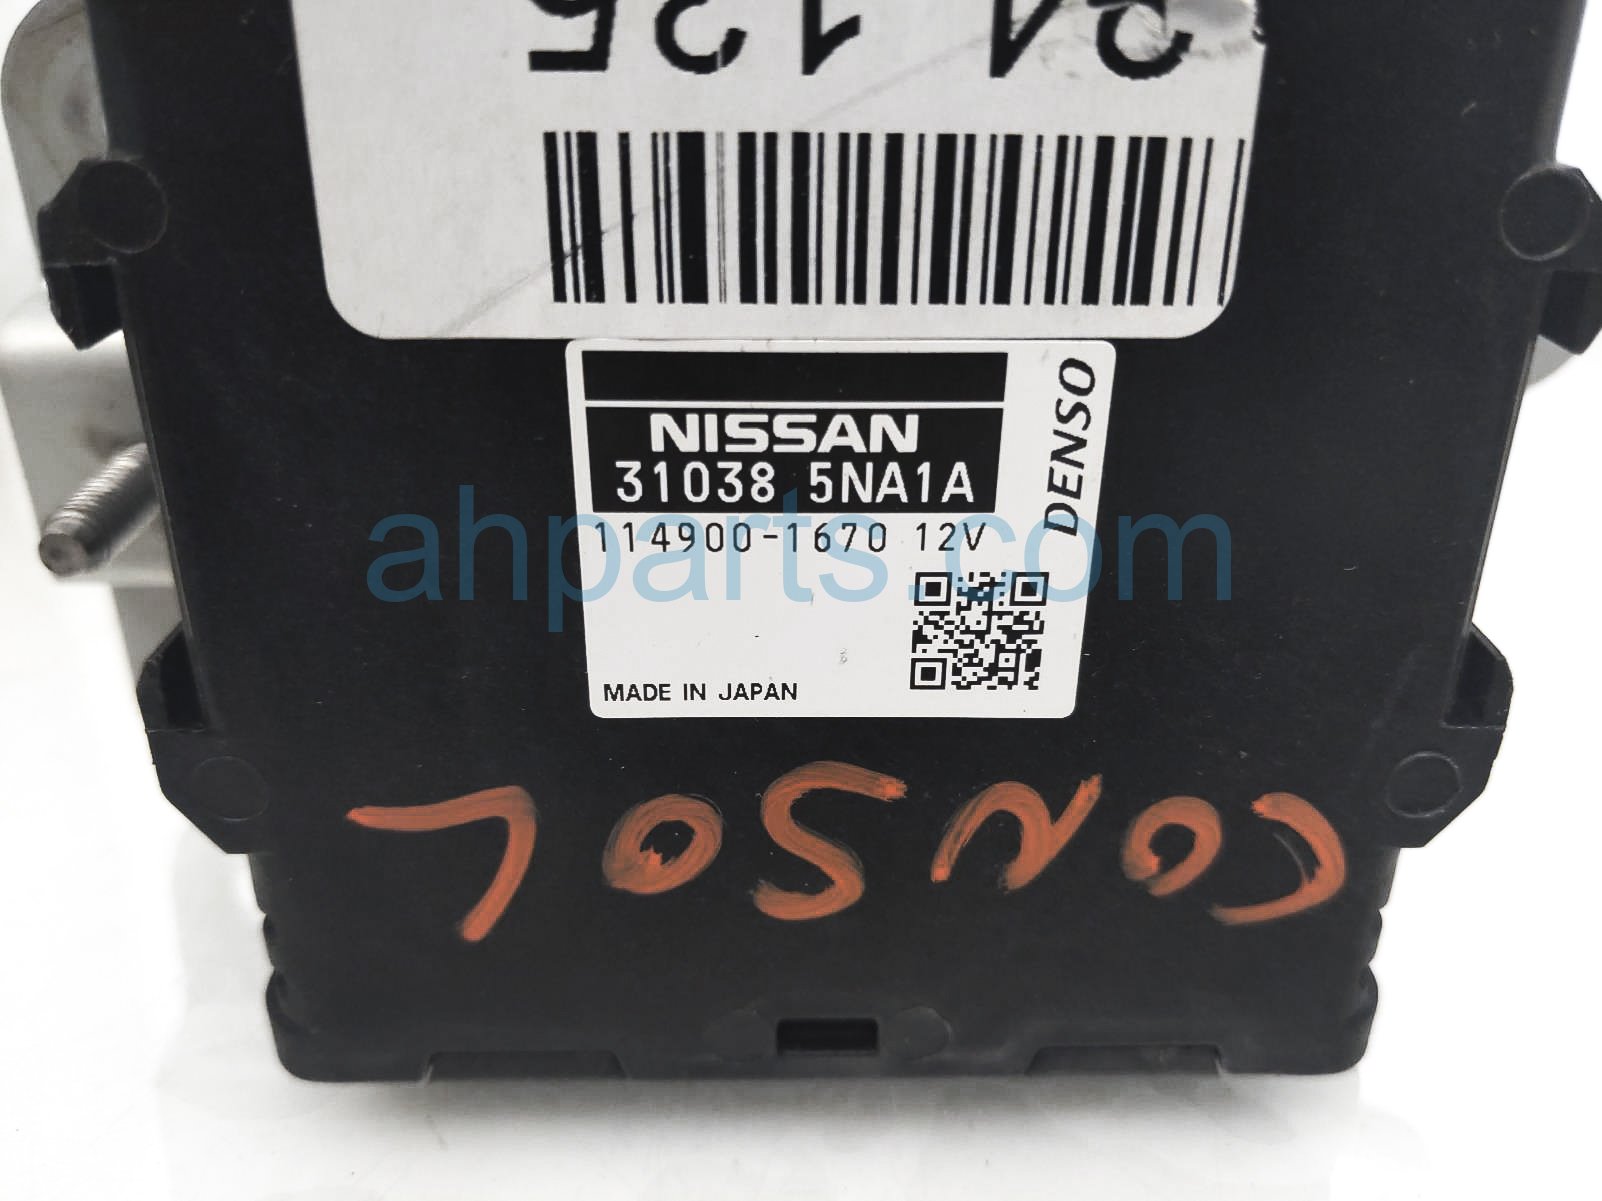 NISSAN
31038 5NA1A
114900-1670 12V
DENSO
MADE IN JAPAN
CONSOL
ahparts.com